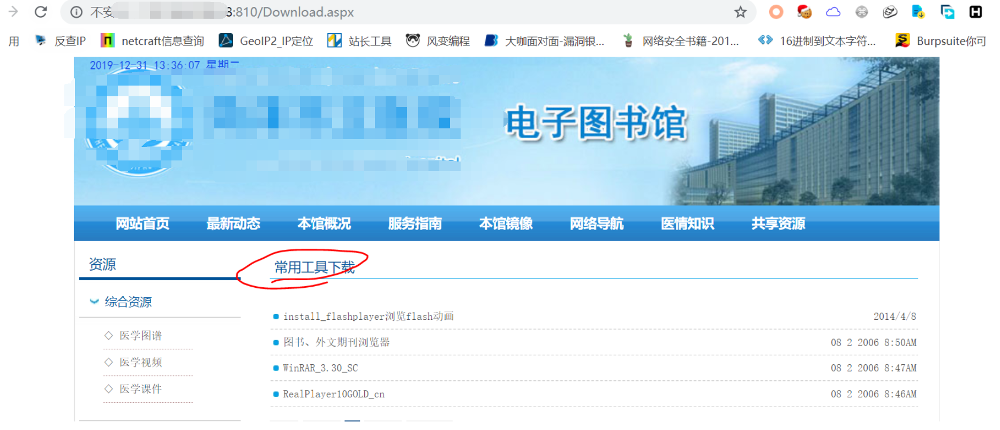 不安
3:810/Download.aspx
用 反查IP netcraft信息查询 GeoIP2_IP定位 站长工具 风变编程 大咖面对面-漏洞银... 网络安全书籍-201... 16进制到文本字符... Burpsuite你可
2019-12-31 13:36:07 星期二
电子图书馆
网站首页 最新动态 本馆概况 服务指南 本馆镜像 网络导航 医情知识 共享资源
资源
常用工具下载
综合资源
install_flashplayer浏览flash动画 2014/4/8
医学图谱
图书、外文期刊浏览器 08 2 2006 8:50AM
医学视频
WinRAR_3.30_SC 08 2 2006 8:47AM
医学课件
RealPlayer10GOLD_cn 08 2 2006 8:46AM